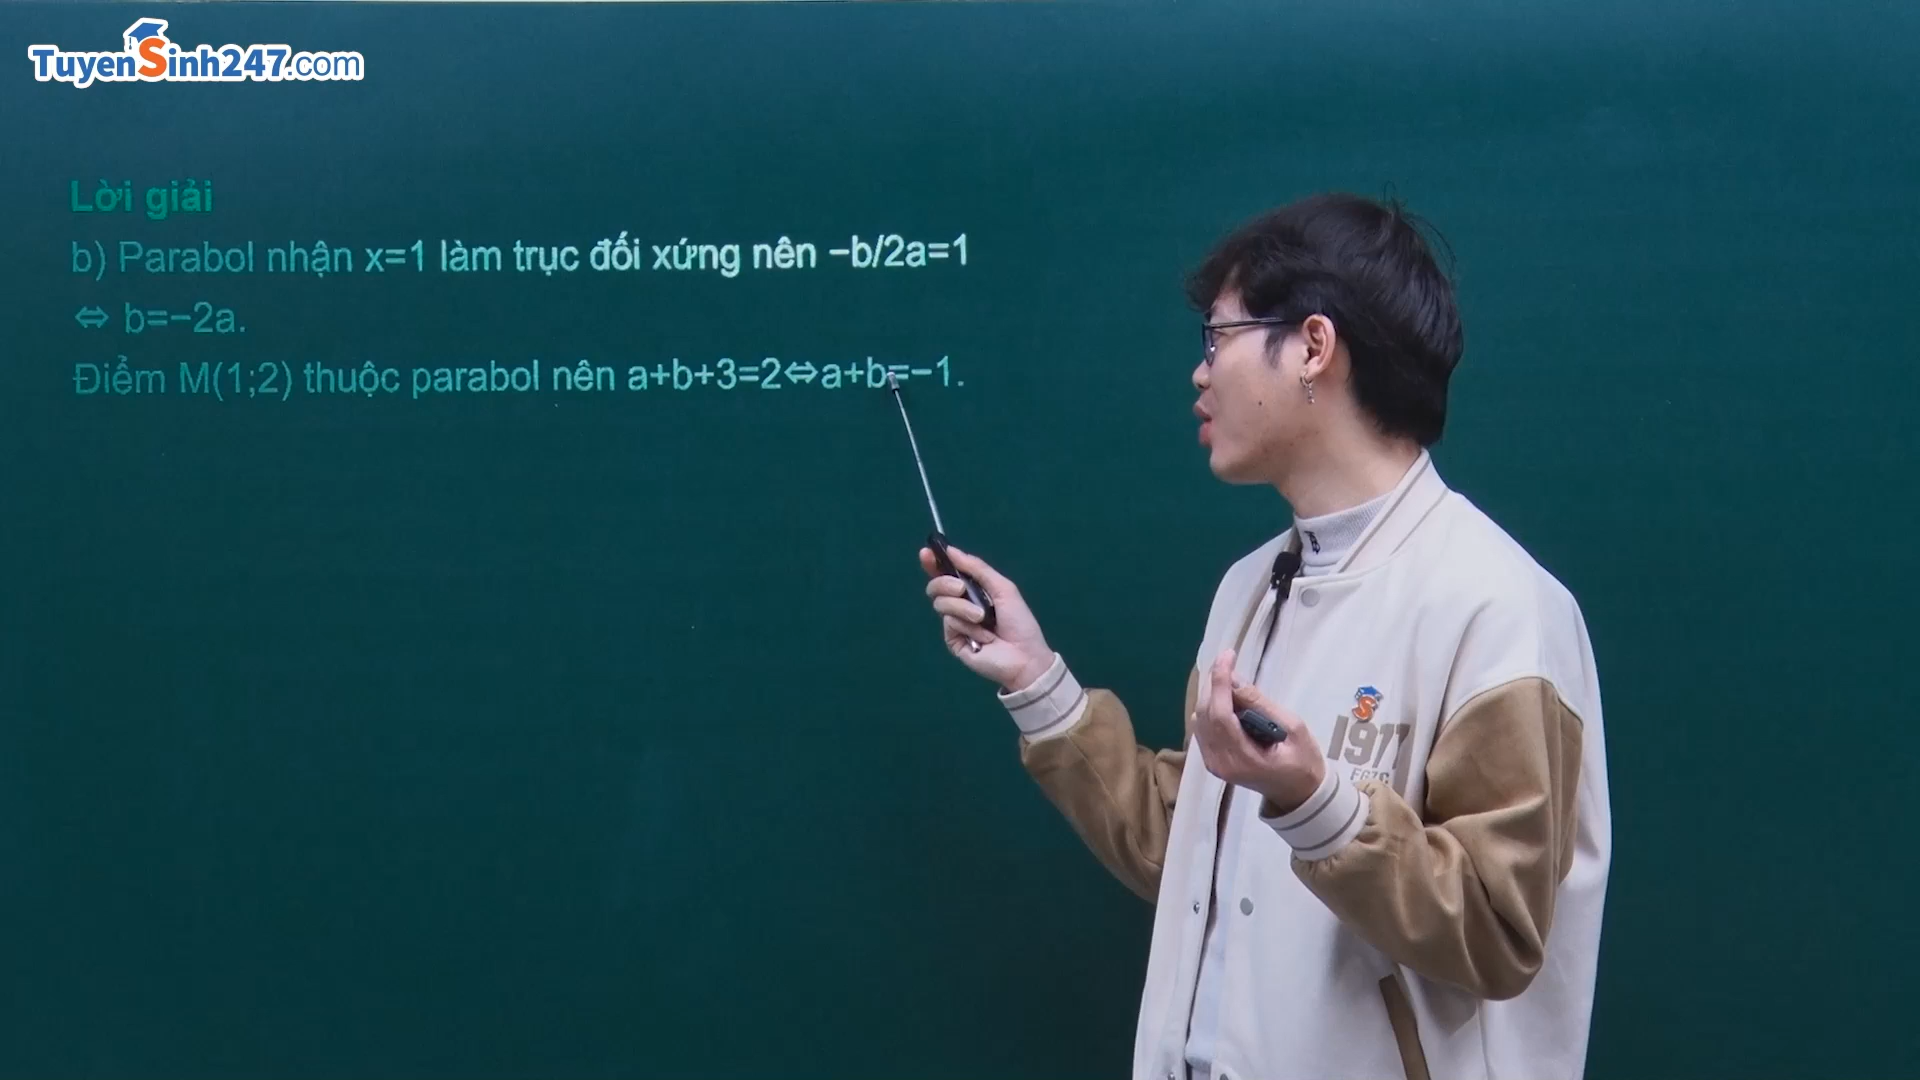 TuyenSinh247.com
Lời giải
b) Parabol nhận x=1 làm trục đối xứng nên −b/2a=1
⇔ b=−2a.
Điểm M(1;2) thuộc parabol nên a+b+3=2⇔a+b=−1.
1977